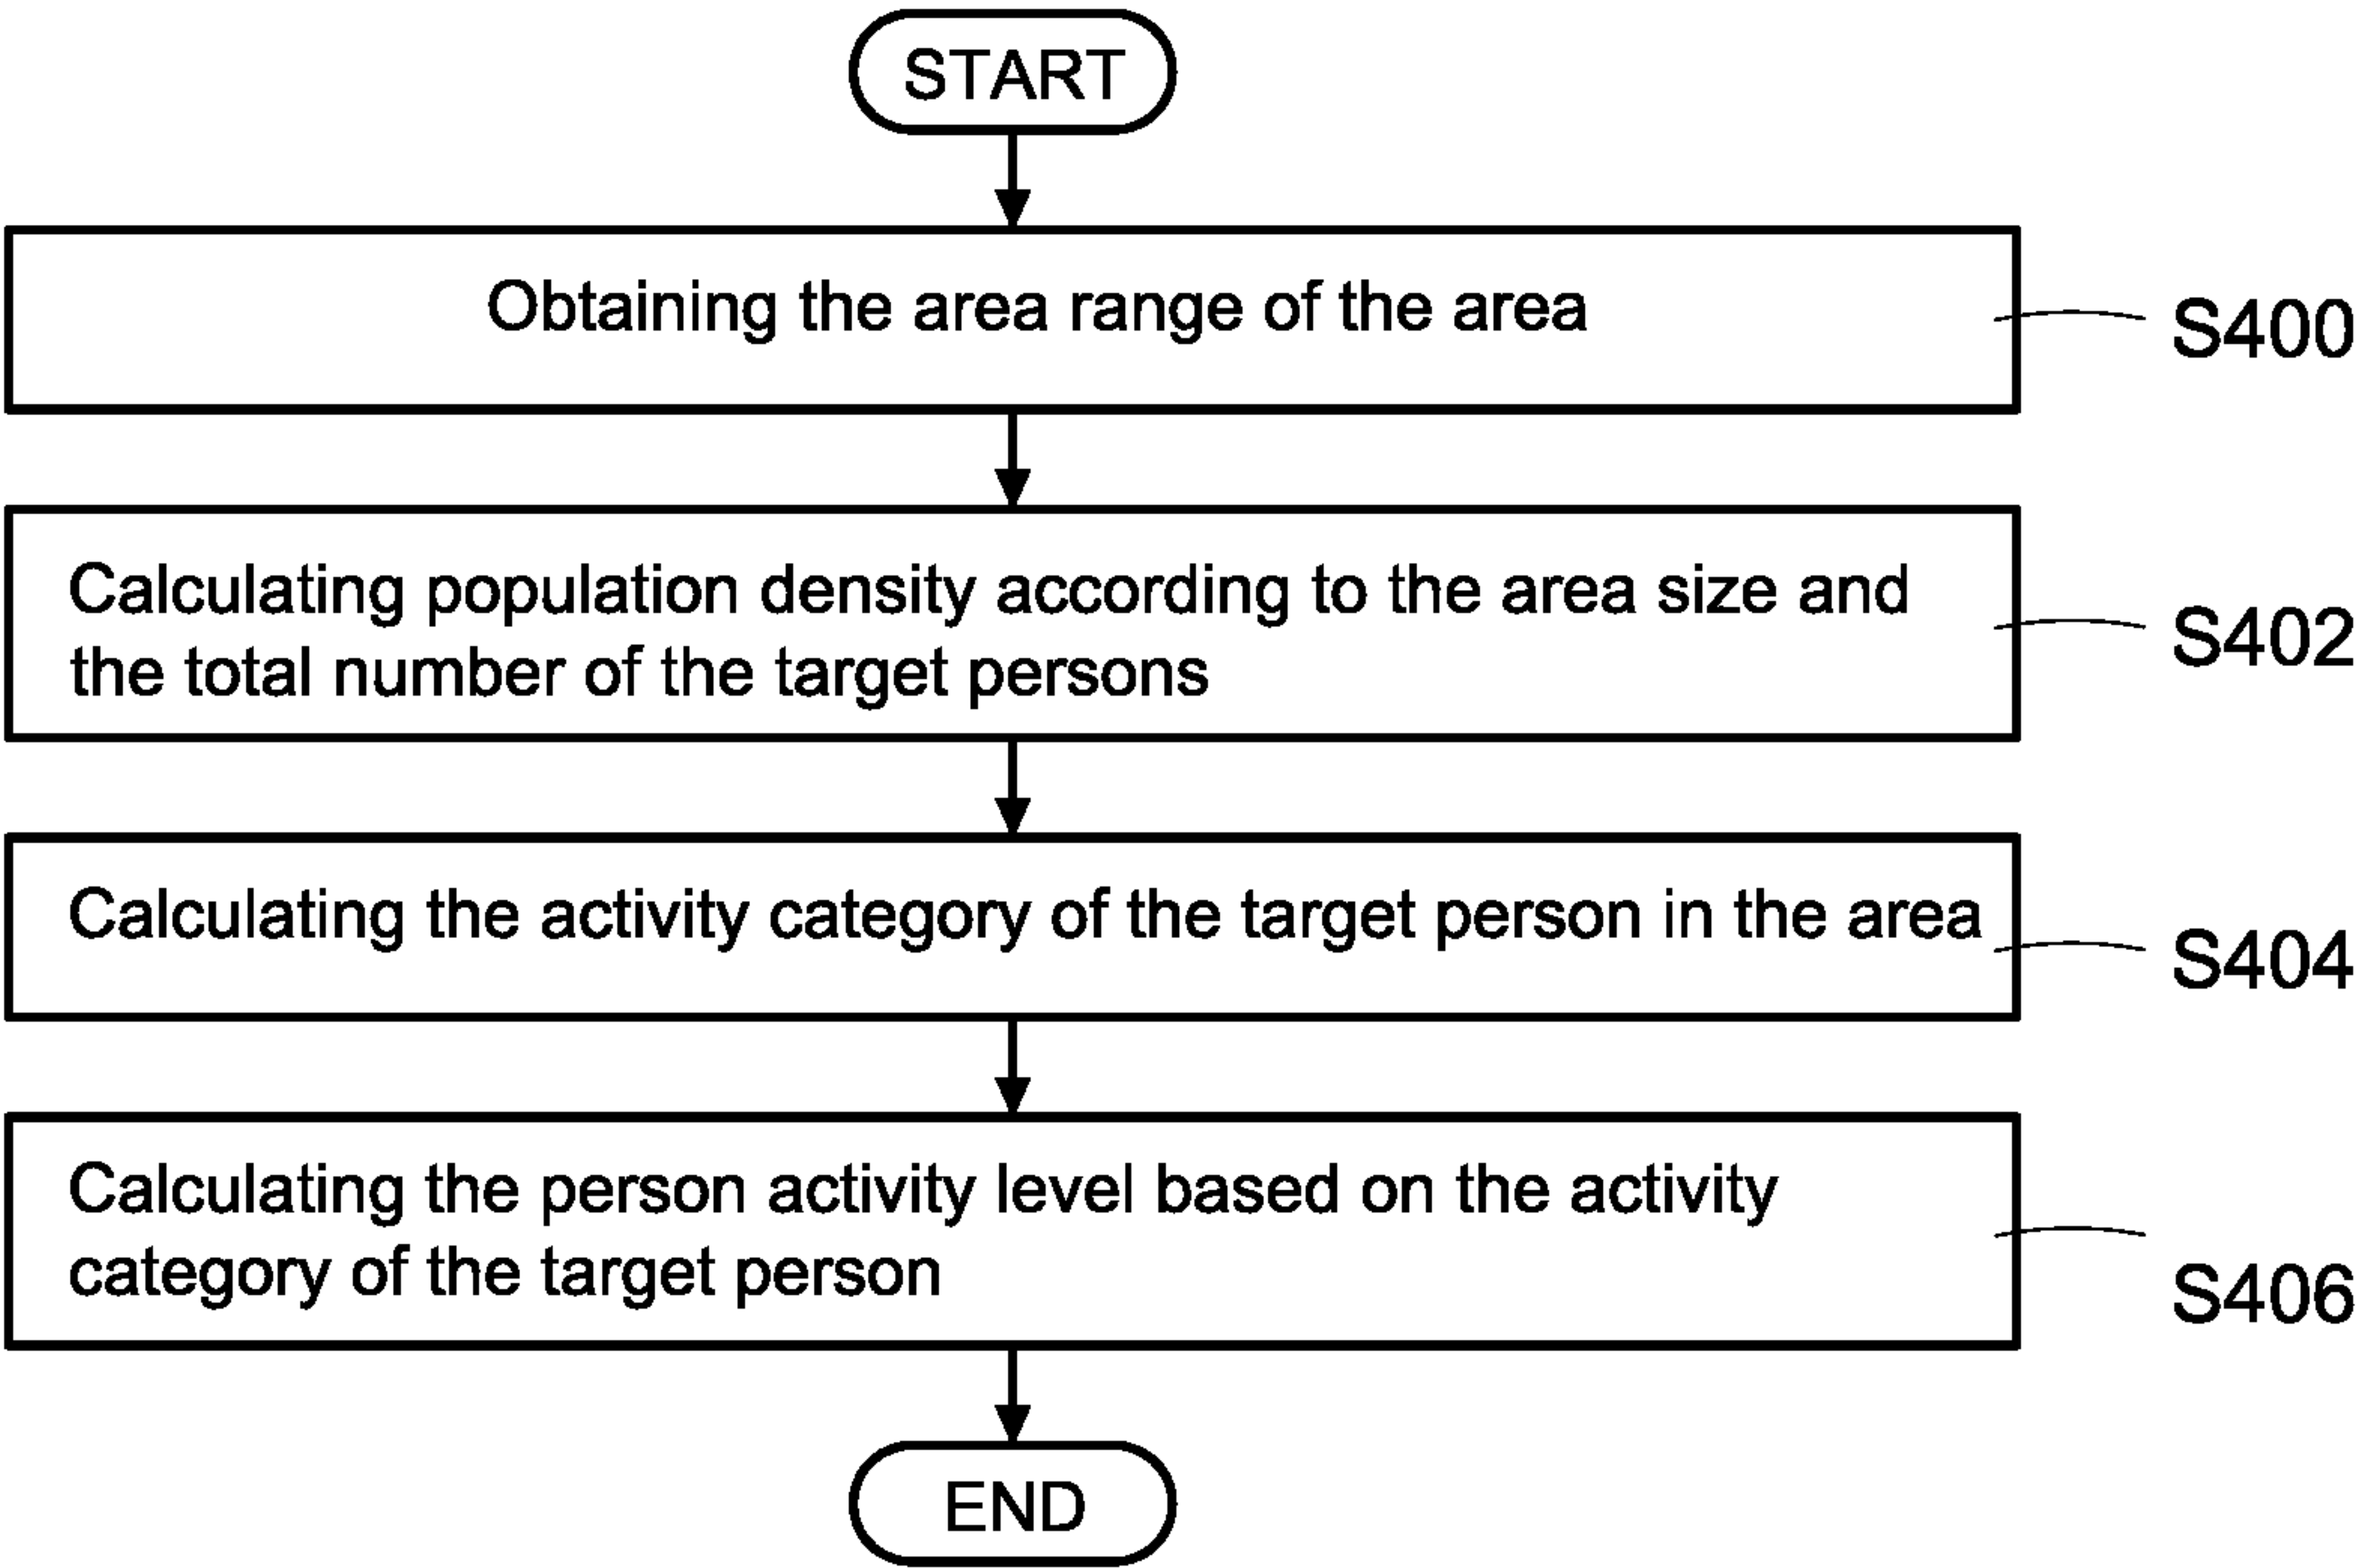 START
Obtaining the area range of the area
S400
Calculating population density according to the area size and
the total number of the target persons
S402
Calculating the activity category of the target person in the area
S404
Calculating the person activity level based on the activity
category of the target person
S406
END